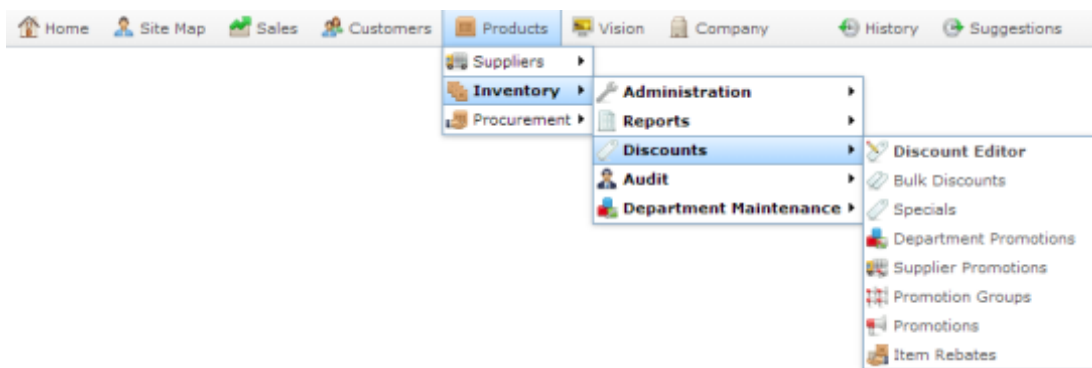 Home Site Map Sales Customers Products Vision Company History Suggestions
Suppliers
Inventory
Procurement
Administration
Reports
Discounts
Audit
Department Maintenance
Discount Editor
Bulk Discounts
Specials
Department Promotions
Supplier Promotions
Promotion Groups
Promotions
Item Rebates